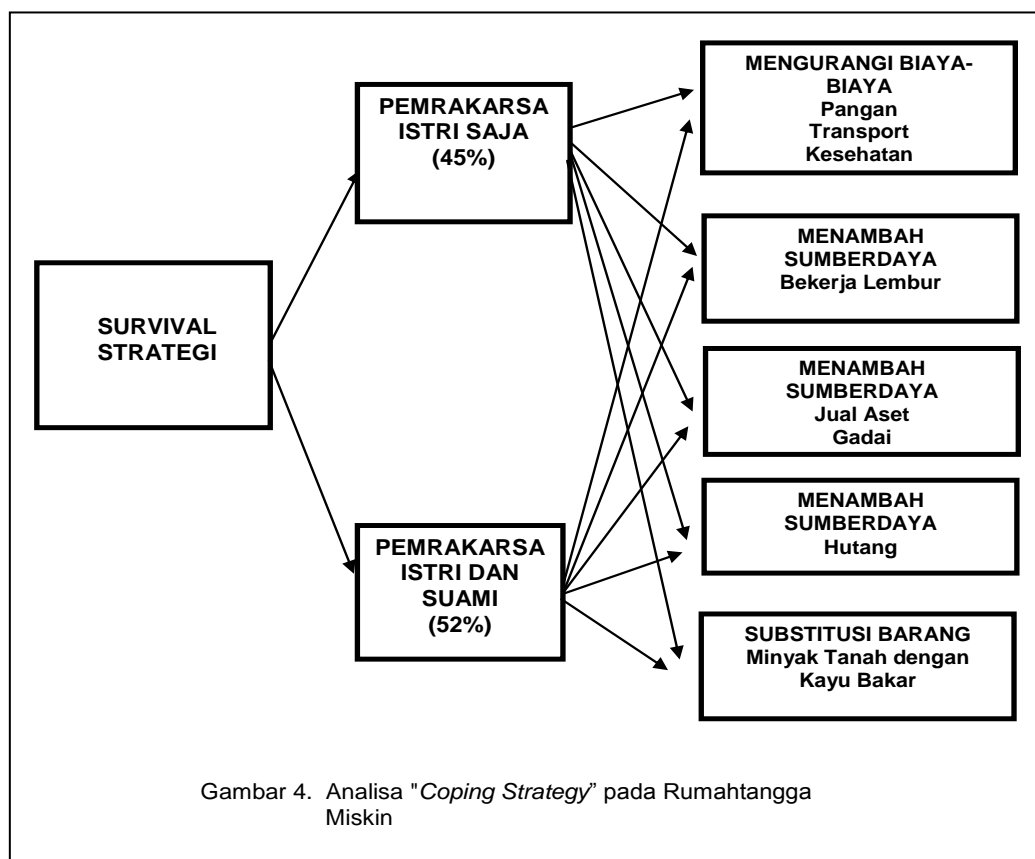 SURVIVAL
STRATEGI
PEMRAKARSA
ISTRI SAJA
(45%)
PEMRAKARSA
ISTRI DAN
SUAMI
(52%)
MENGURANGI BIAYA-
BIAYA
Pangan
Transport
Kesehatan
MENAMBAH
SUMBERDAYA
Bekerja Lembur
MENAMBAH
SUMBERDAYA
Jual Aset
Gadai
MENAMBAH
SUMBERDAYA
Hutang
SUBSTITUSI BARANG
Minyak Tanah dengan
Kayu Bakar
Gambar 4. Analisa "Coping Strategy” pada Rumahtangga
Miskin